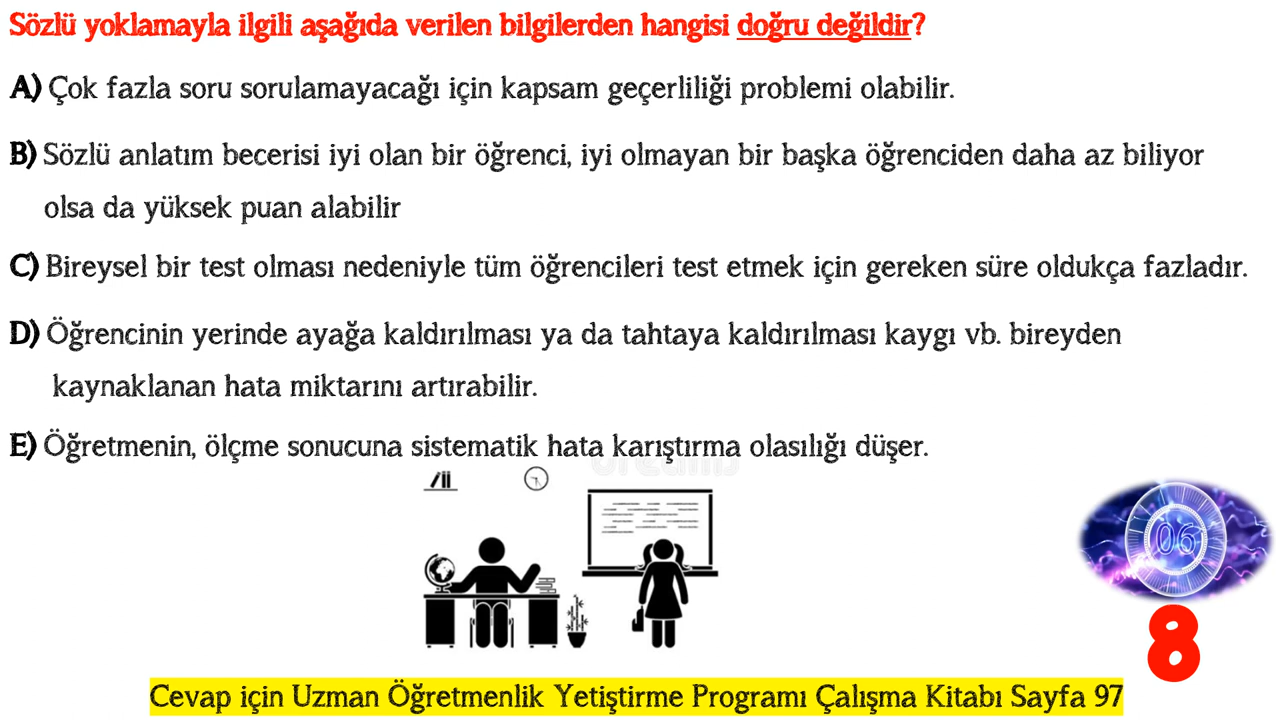 Sözlü yoklamayla ilgili aşağıda verilen bilgilerden hangisi doğru değildir?
A) Çok fazla soru sorulamayacağı için kapsam geçerliliği problemi olabilir.
B) Sözlü anlatım becerisi iyi olan bir öğrenci, iyi olmayan bir başka öğrenciden daha az biliyor
olsa da yüksek puan alabilir
C) Bireysel bir test olması nedeniyle tüm öğrencileri test etmek için gereken süre oldukça fazladır.
D) Öğrencinin yerinde ayağa kaldırılması ya da tahtaya kaldırılması kaygı vb. bireyden
kaynaklanan hata miktarını artırabilir.
E) Öğretmenin, ölçme sonucuna sistematik hata karıştırma olasılığı düşer.
06
8
Cevap için Uzman Öğretmenlik Yetiştirme Programı Çalışma Kitabı Sayfa 97